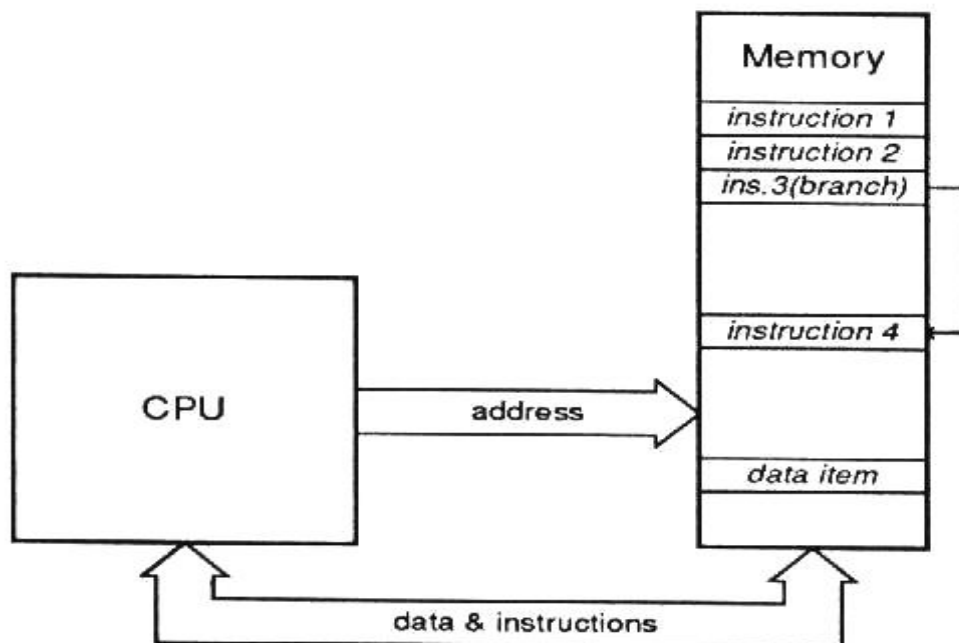 Memory
instruction 1
instruction 2
ins.3(branch)
instruction 4
CPU
address
data item
data & instructions